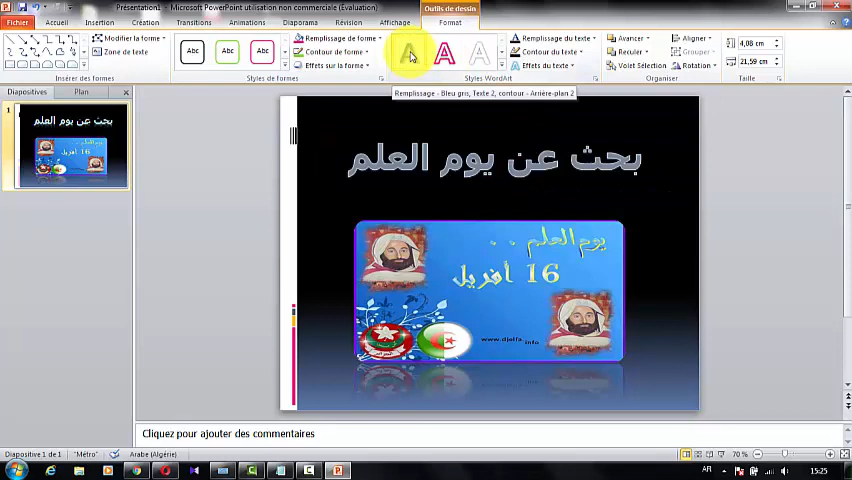 Présentation1 - Microsoft PowerPoint utilisation non commerciale (Évaluation)
Outils de dessin
Fichier Accueil Insertion Création Transitions Animations Diaporama Révision Affichage Format
Modifier la forme
Zone de texte
Insérer des formes
Abc Abc Abc
Remplissage de forme
Contour de forme
Effets sur la forme
Styles de formes
A A A
Remplissage du texte
Contour du texte
Effets du texte
Styles WordArt
Avancer
Reculer
Volet Sélection
Aligner
Grouper
Rotation
Organiser
4,08 cm
21,59 cm
Taille
Remplissage - Bleu gris, Texte 2, contour - Arrière-plan 2
Diapositives Plan
1
بحث عن يوم العلم
يوم العلم . .
16 أفريل
بحث عن يوم العلم
يوم العلم . .
16 أفريل
www.djelfa info
Cliquez pour ajouter des commentaires
Diapositive 1 de 1 "Métro" Arabe (Algérie) 70 %
AR 15:25